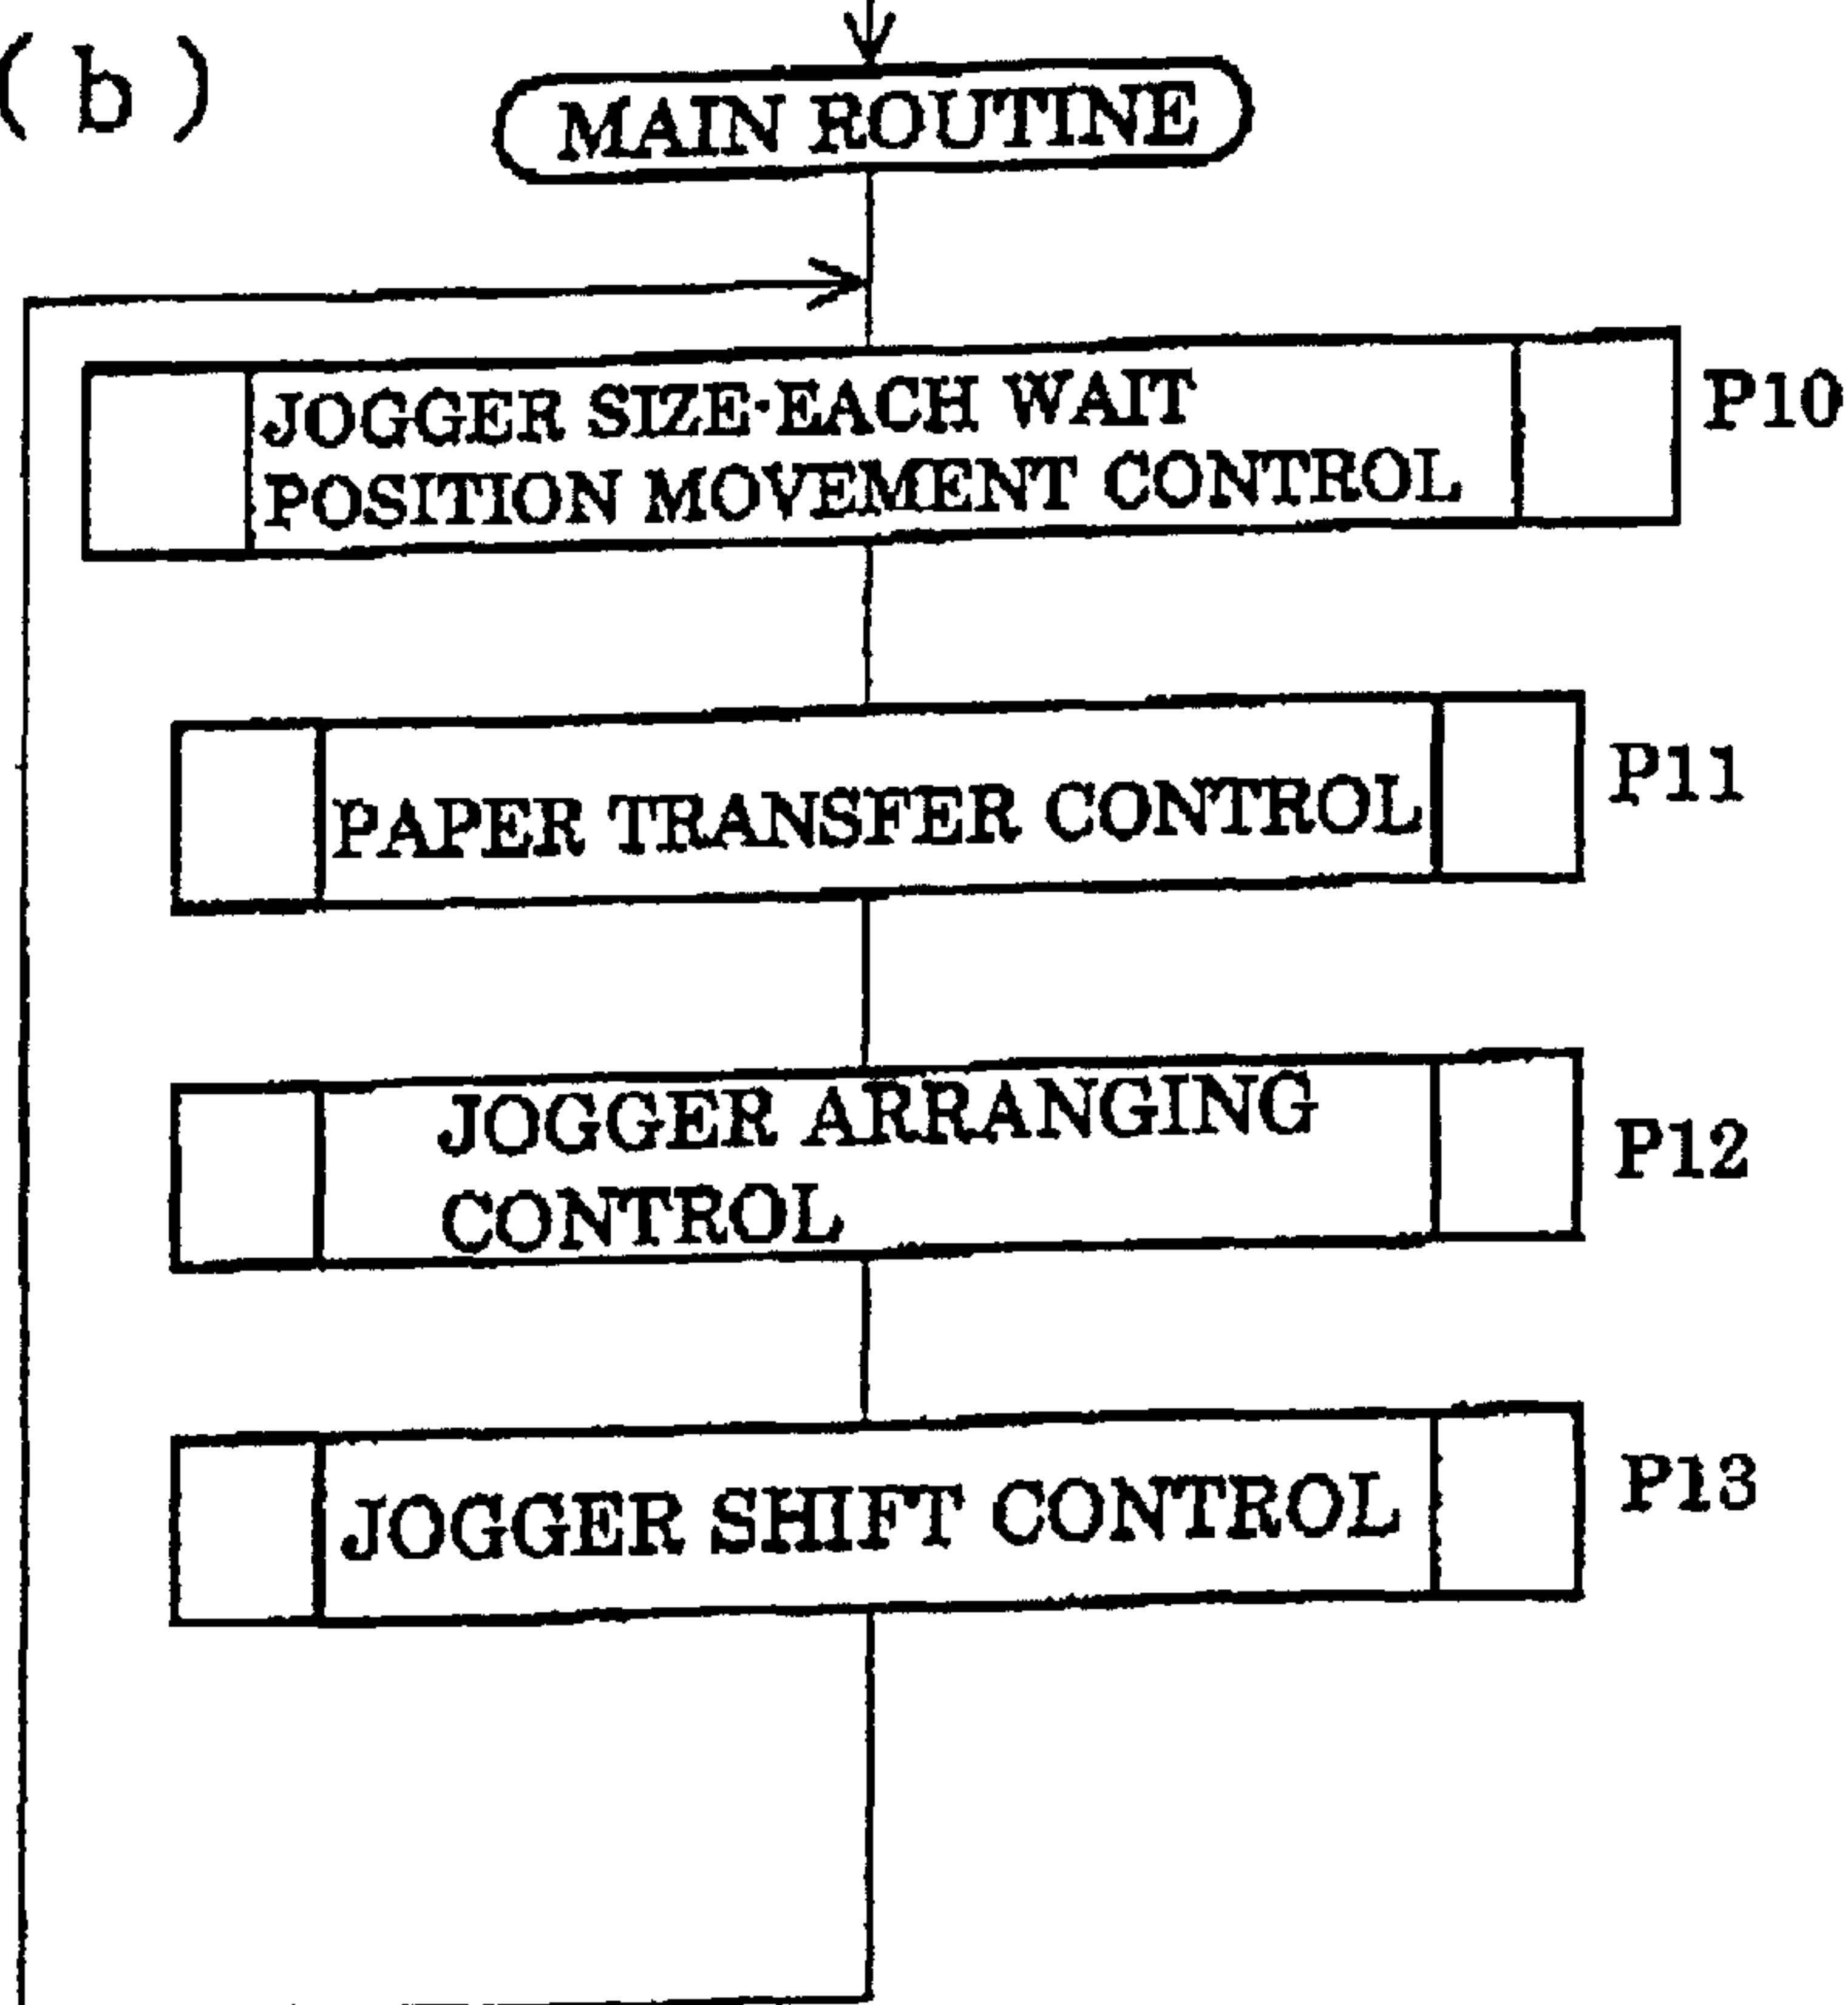 (b)
MAIN ROUTINE
JOGGER SIZE-EACH WAIT
POSITION MOVEMENT CONTROL
P10
PAPER TRANSFER CONTROL
P11
JOGGER ARRANGING
CONTROL
P12
JOGGER SHIFT CONTROL
P13